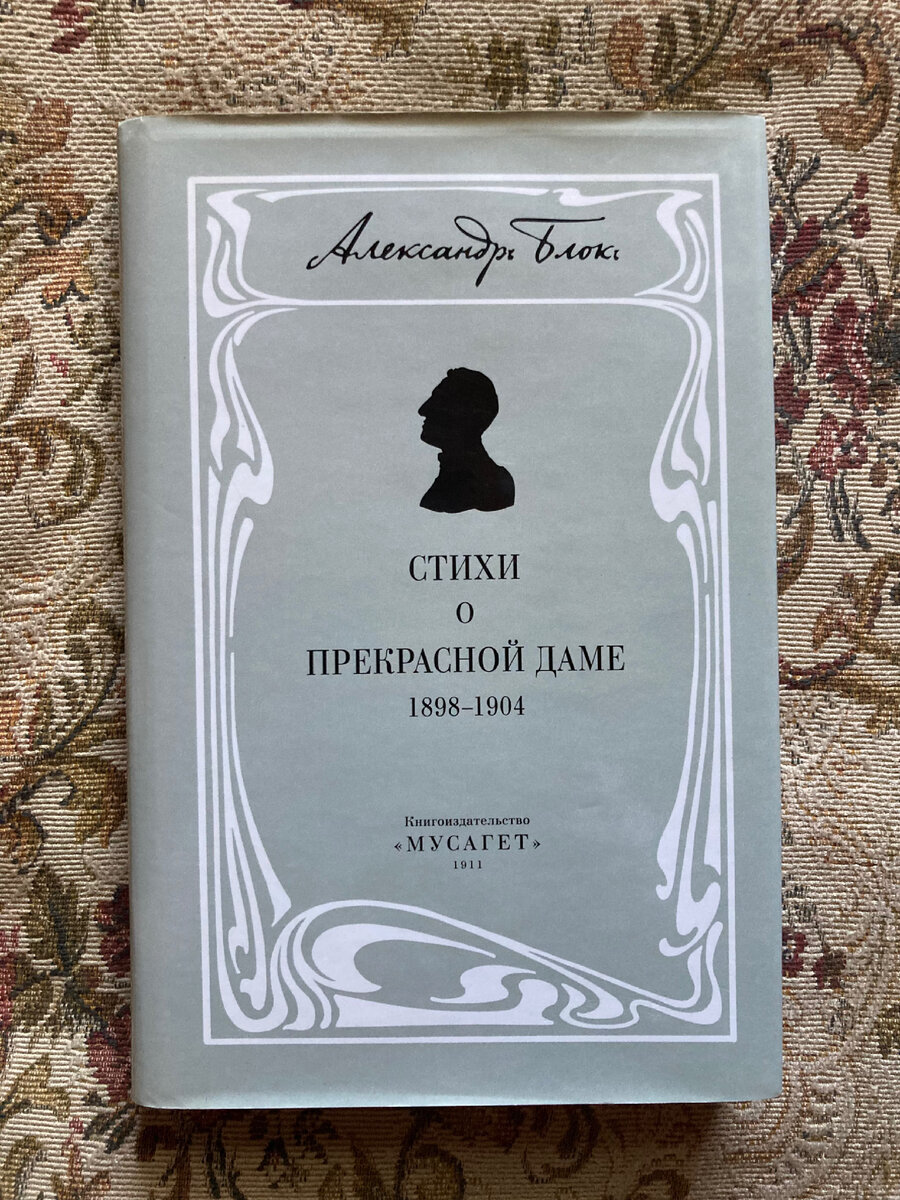 Александръ Блокъ
СТИХИ
О
ПРЕКРАСНОЙ ДАМЕ
1898–1904
Книгоиздательство
«МУСАГЕТ»
1911